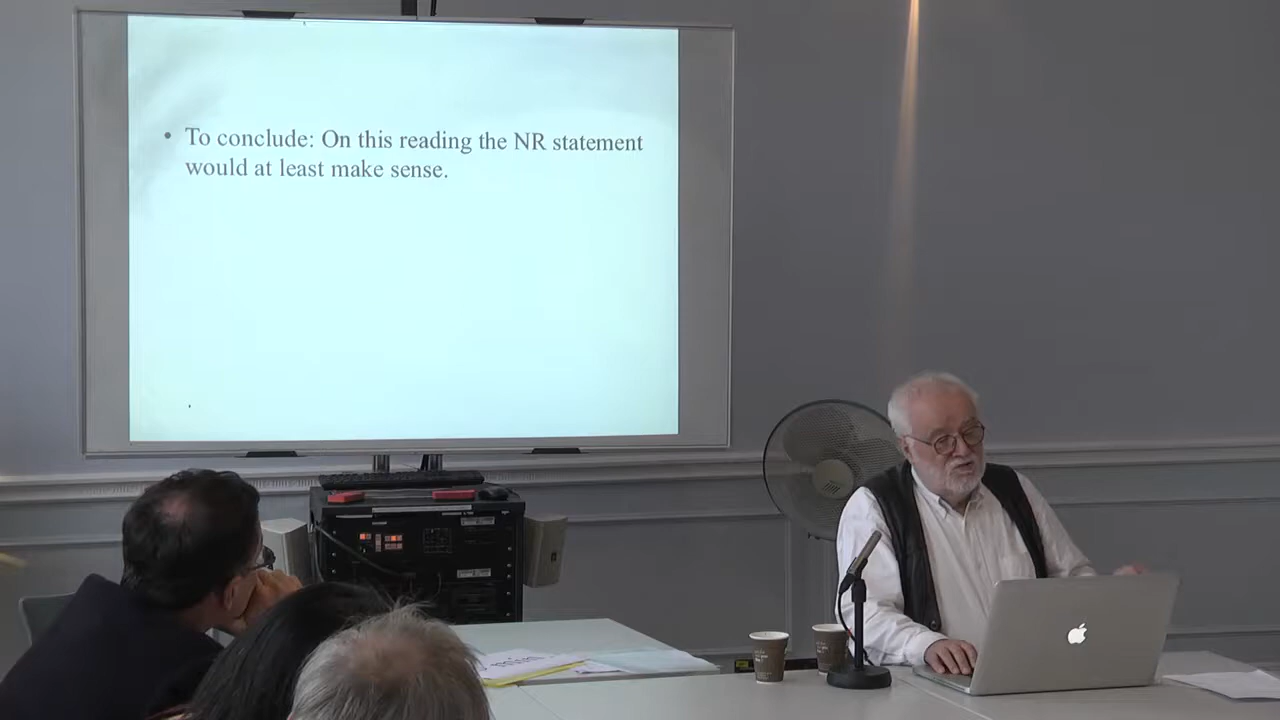 • To conclude: On this reading the NR statement
would at least make sense.